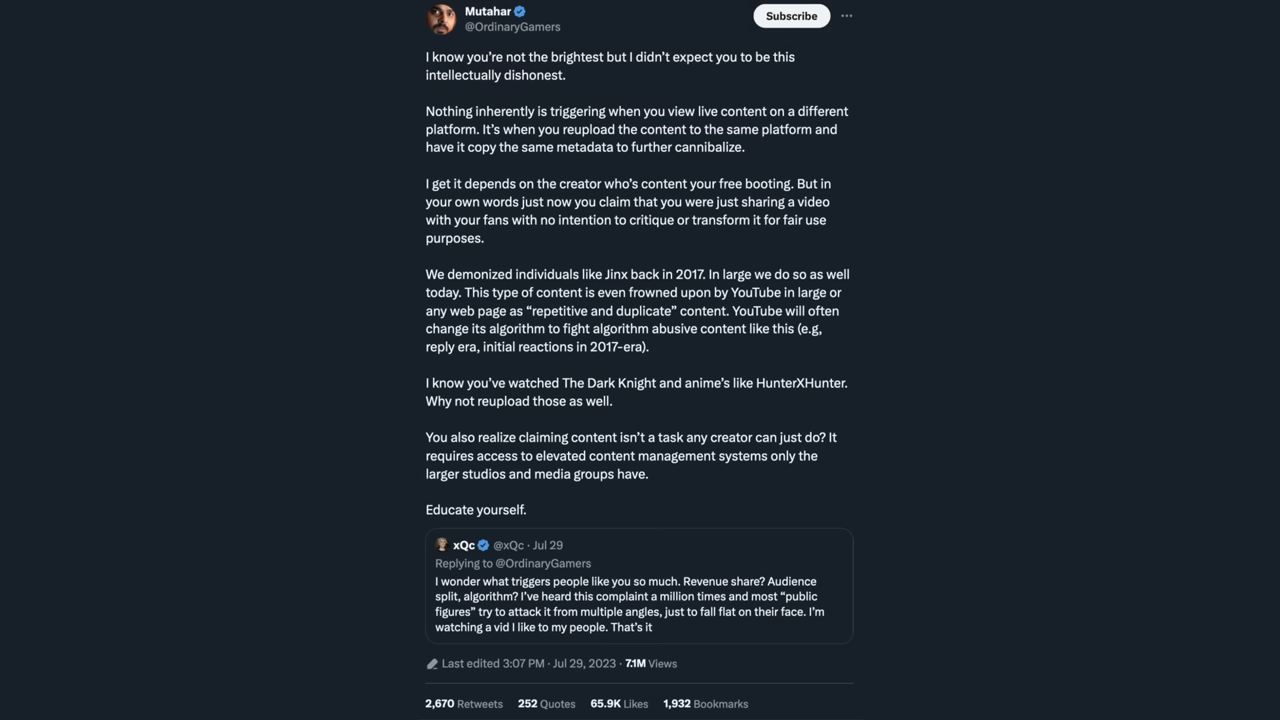 Mutahar
@OrdinaryGamers
Subscribe
I know you're not the brightest but I didn't expect you to be this
intellectually dishonest.
Nothing inherently is triggering when you view live content on a different
platform. It's when you reupload the content to the same platform and
have it copy the same metadata to further cannibalize.
I get it depends on the creator who's content your free booting. But in
your own words just now you claim that you were just sharing a video
with your fans with no intention to critique or transform it for fair use
purposes.
We demonized individuals like Jinx back in 2017. In large we do so as well
today. This type of content is even frowned upon by YouTube in large or
any web page as “repetitive and duplicate” content. YouTube will often
change its algorithm to fight algorithm abusive content like this (e.g,
reply era, initial reactions in 2017-era).
I know you've watched The Dark Knight and anime's like HunterXHunter.
Why not reupload those as well.
You also realize claiming content isn't a task any creator can just do? It
requires access to elevated content management systems only the
larger studios and media groups have.
Educate yourself.
xQc @xQc · Jul 29
Replying to @OrdinaryGamers
I wonder what triggers people like you so much. Revenue share? Audience
split, algorithm? I've heard this complaint a million times and most “public
figures” try to attack it from multiple angles, just to fall flat on their face. I'm
watching a vid I like to my people. That's it
Last edited 3:07 PM · Jul 29, 2023 · 7.1M Views
2,670 Retweets 252 Quotes 65.9K Likes 1,932 Bookmarks